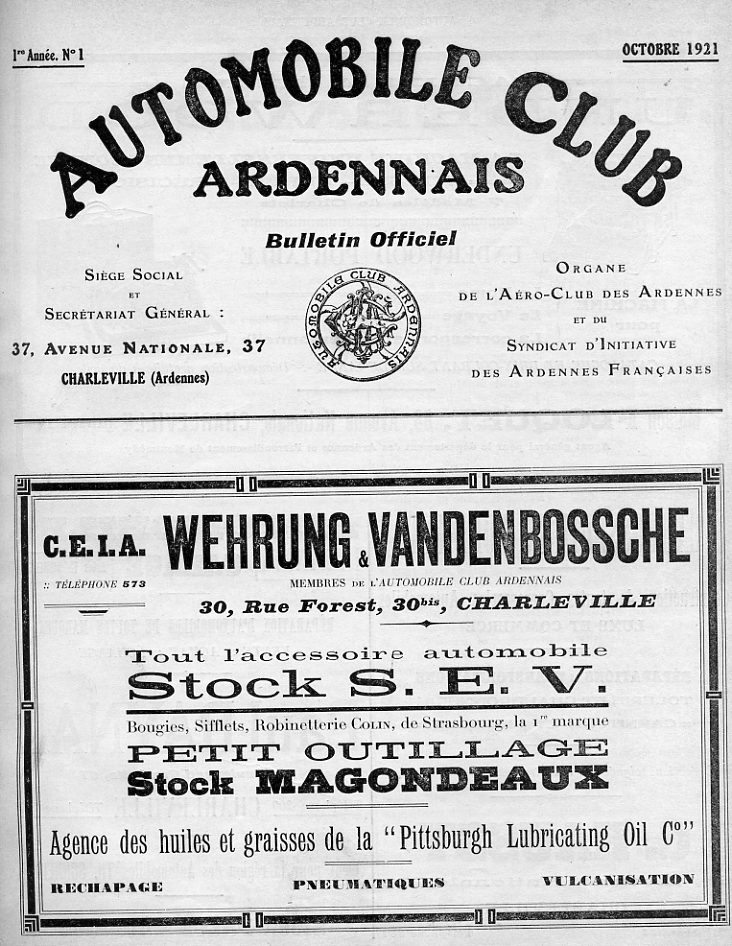 1re Année. N° 1
OCTOBRE 1921
AUTOMOBILE CLUB
ARDENNAIS
Bulletin Officiel
SIÈGE SOCIAL
ET
SECRÉTARIAT GÉNÉRAL :
37, AVENUE NATIONALE, 37
CHARLEVILLE (Ardennes)
AUTOMOBILE CLUB ARDENNAIS
ORGANE
DE L'AÉRO-CLUB DES ARDENNES
ET DU
SYNDICAT D'INITIATIVE
DES ARDENNES FRANÇAISES
C.E.I.A. WEHRUNG & VANDENBOSSCHE
:: TÉLÉPHONE 573
MEMBRES DE L'AUTOMOBILE CLUB ARDENNAIS
30, Rue Forest, 30bis, CHARLEVILLE
Tout l'accessoire automobile
Stock S. E. V.
Bougies, Sifflets, Robinetterie COLIN, de Strasbourg, la 1re marque
PETIT OUTILLAGE
Stock MAGONDEAUX
Agence des huiles et graisses de la "Pittsburgh Lubricating Oil Co"
RECHAPAGE PNEUMATIQUES VULCANISATION